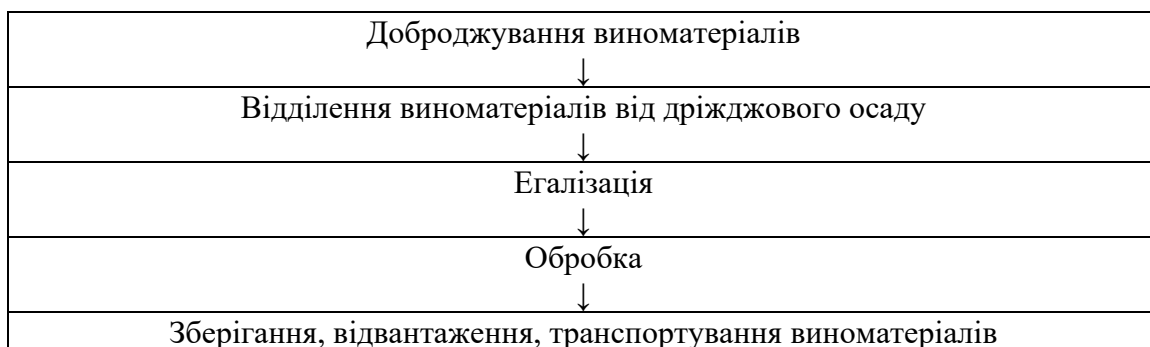 Доброджування виноматеріалів
↓
Відділення виноматеріалів від дріжджового осаду
↓
Егалізація
↓
Обробка
↓
Зберігання, відвантаження, транспортування виноматеріалів